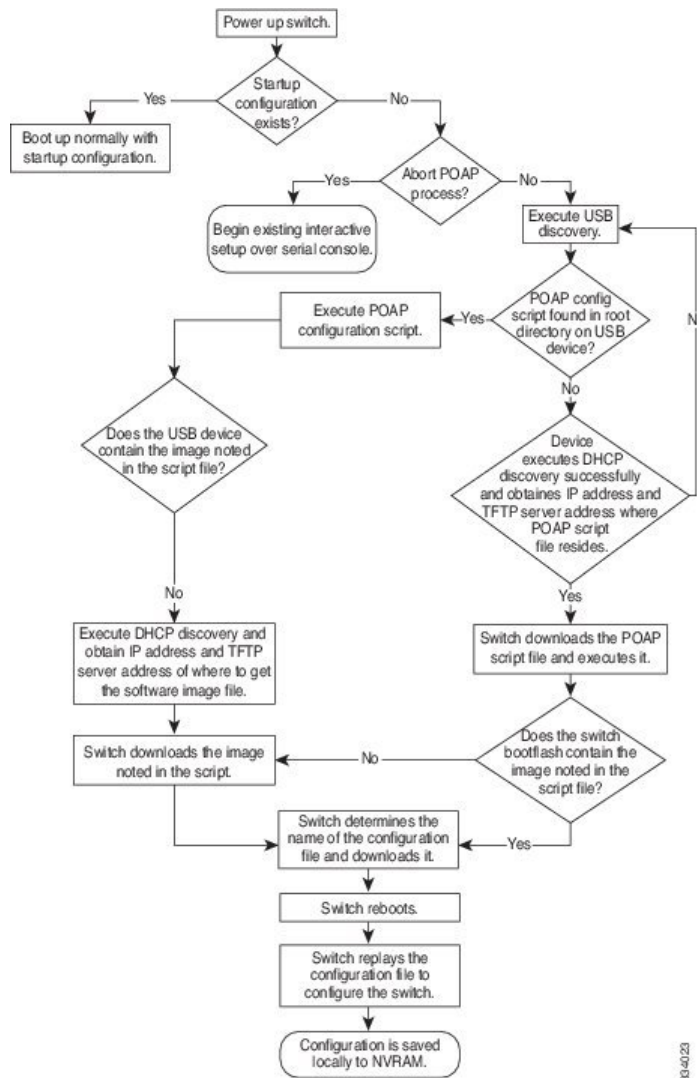 Power up switch.
Startup
configuration
exists?
Yes
No
Boot up normally with
startup configuration.
Abort POAP
process?
Yes
No
Begin existing interactive
setup over serial console.
Execute USB
discovery.
POAP config
script found in root
directory on USB
device?
Yes
N
Execute POAP
configuration script.
No
Does the USB device
contain the image noted
in the script file?
Device
executes DHCP
discovery successfully
and obtaines IP address and
TFTP server address where
POAP script
file resides.
No
Yes
Execute DHCP discovery and
obtain IP address and TFTP
server address of where to get
the software image file.
Switch downloads the POAP
script file and executes it.
Switch downloads the image
noted in the script.
No
Does the switch
bootflash contain the
image noted in the
script file?
Yes
Switch determines the
name of the configuration
file and downloads it.
Switch reboots.
Switch replays the
configuration file to
configure the switch.
Configuration is saved
locally to NVRAM.